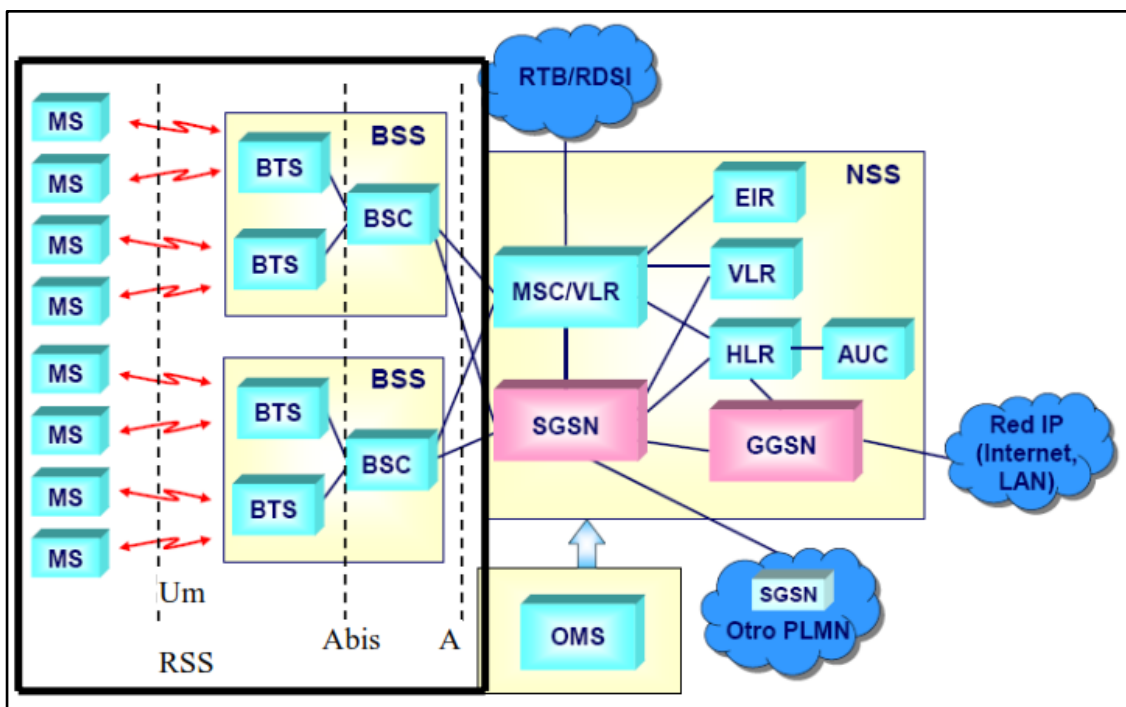 RTB/RDSI
MS
MS
MS
MS
MS
MS
MS
MS
BSS
BTS
BTS
BSC
BSS
BTS
BTS
BSC
Um
Abis
A
RSS
NSS
EIR
MSC/VLR
VLR
HLR
AUC
SGSN
GGSN
Red IP
(Internet,
LAN)
OMS
SGSN
Otro PLMN